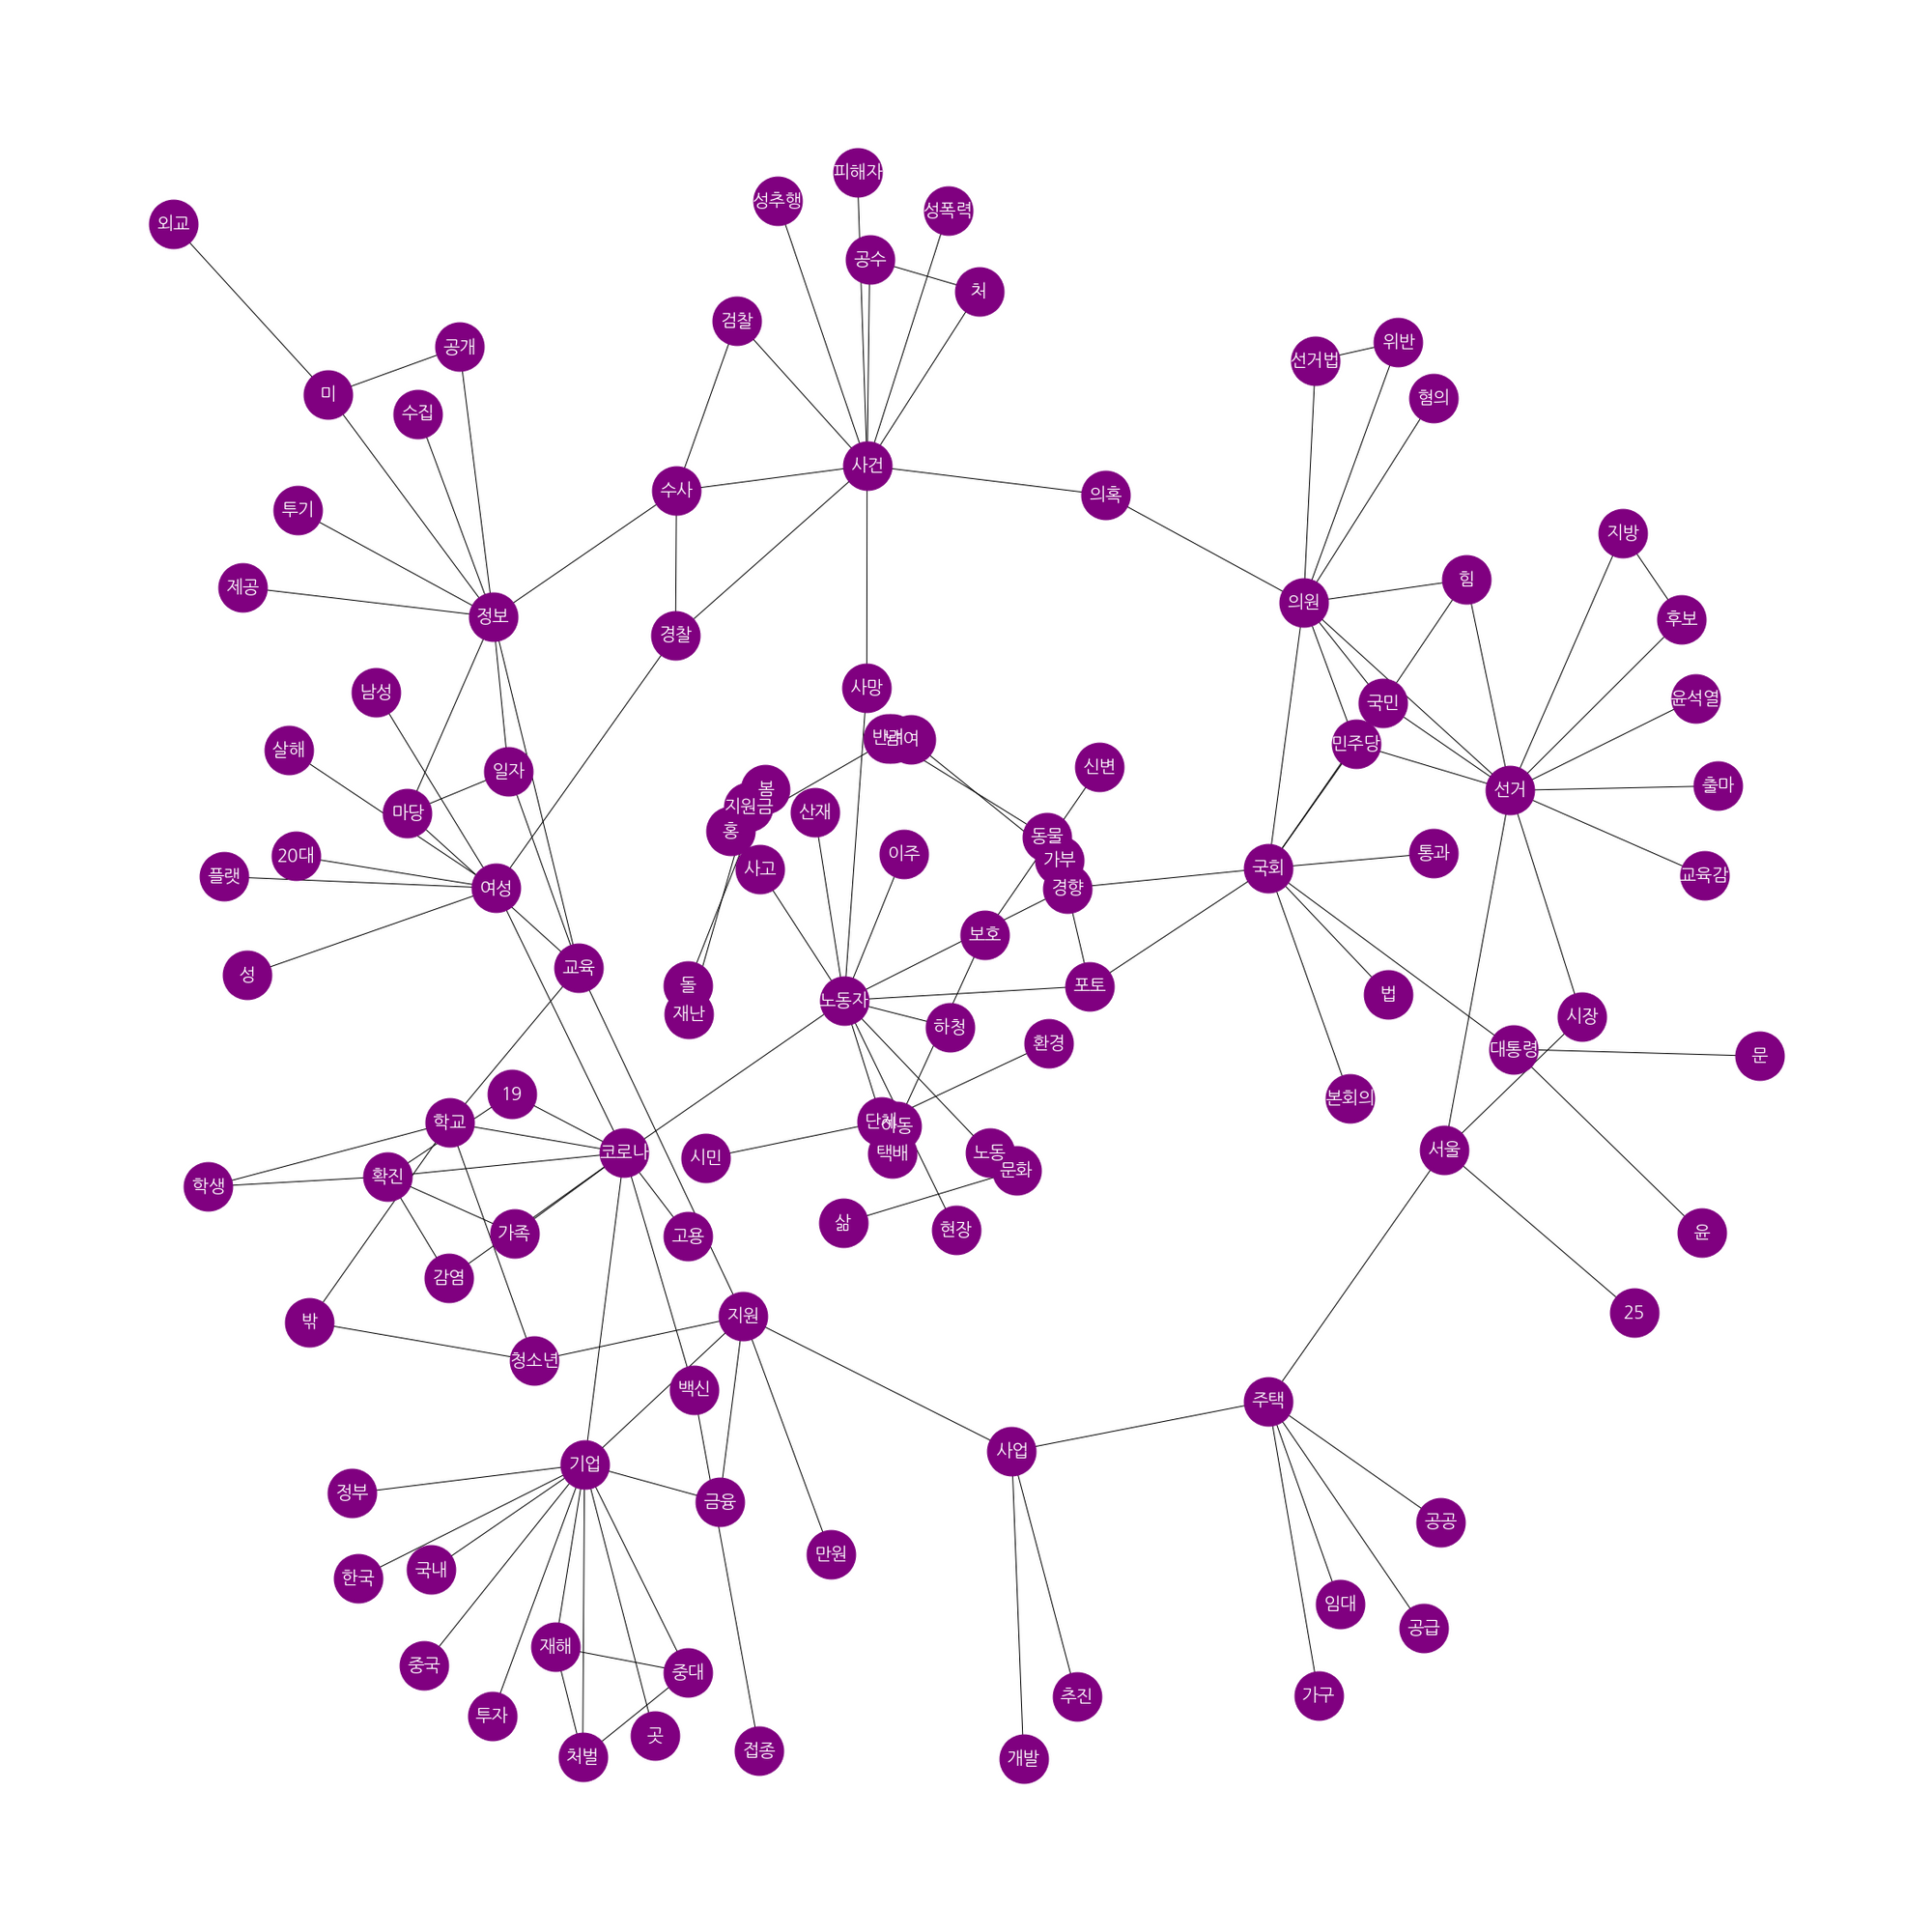 피해자
성추행
성폭력
외교
공수
처
검찰
위반
공개
선거법
미
혐의
수집
사건
수사
의혹
투기
지방
힘
제공
의원
정보
후보
경찰
사망
남성
윤석열
국민
민주당
살해
신변
일자
출마
봄
선거
지원금
산재
마당
홍
동물
이주
통과
20대
가부
사고
국회
교육감
플랫
여성
경향
보호
교육
성
돌
포토
법
노동자
재난
시장
하청
환경
대통령
문
19
본회의
학교
단체
시민
코로나
택배
노동
서울
문화
확진
학생
삶
현장
가족
고용
윤
감염
25
지원
밖
청소년
백신
주택
사업
기업
정부
금융
공공
만원
국내
한국
임대
공급
재해
중국
중대
가구
추진
투자
곳
접종
처벌
개발